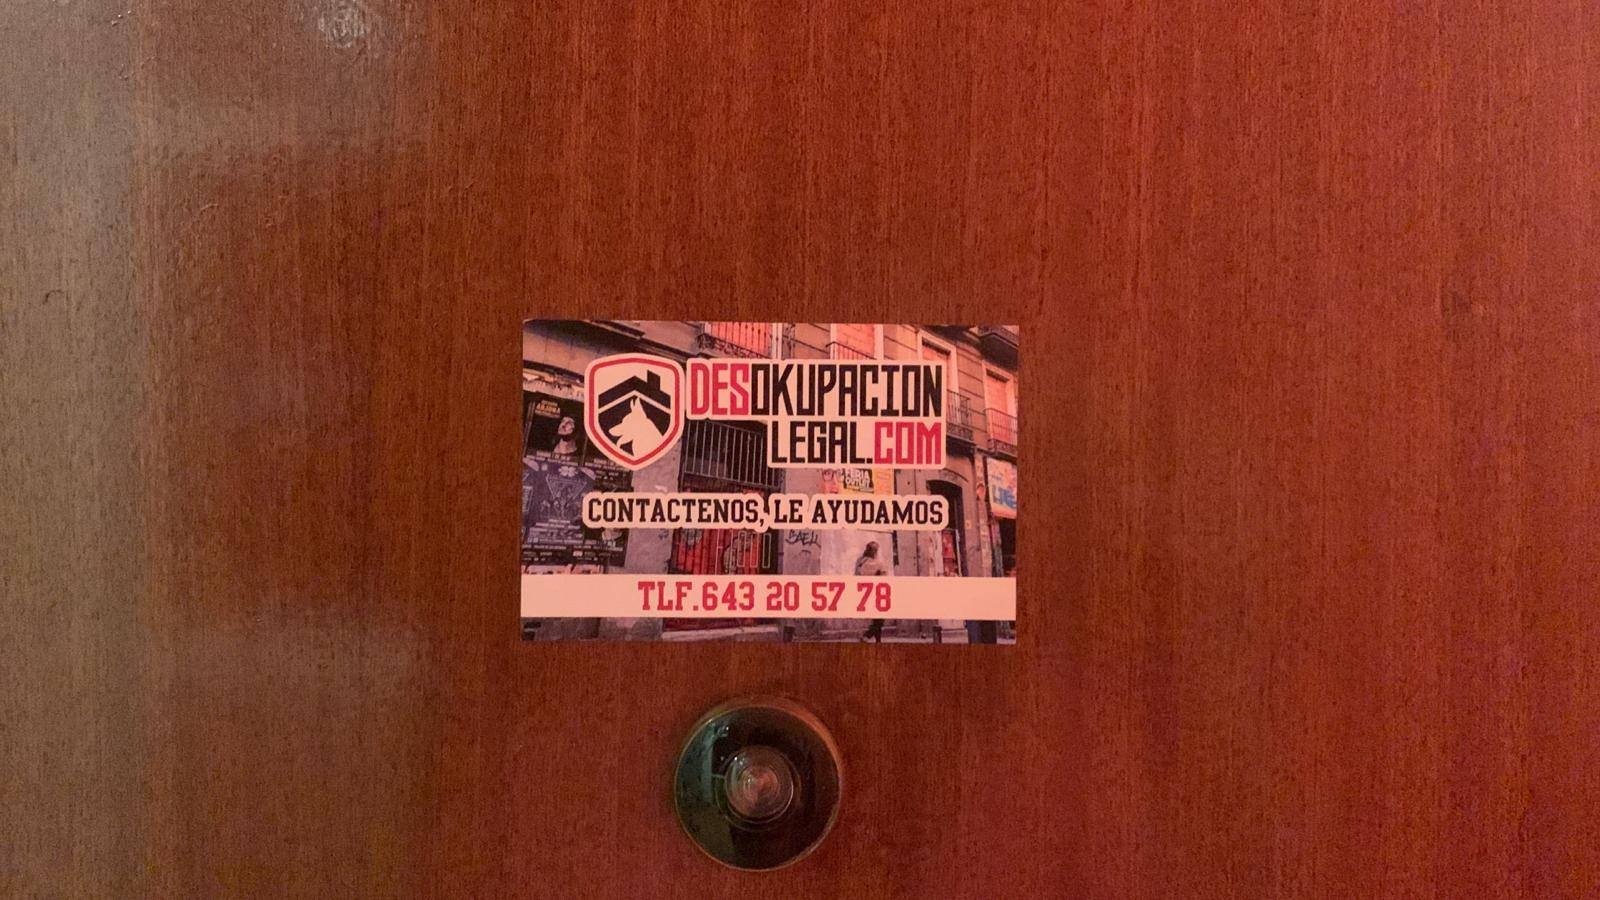 DESOKUPACION
LEGAL.COM
CONTACTENOS, LE AYUDAMOS
TLF.643 20 57 78